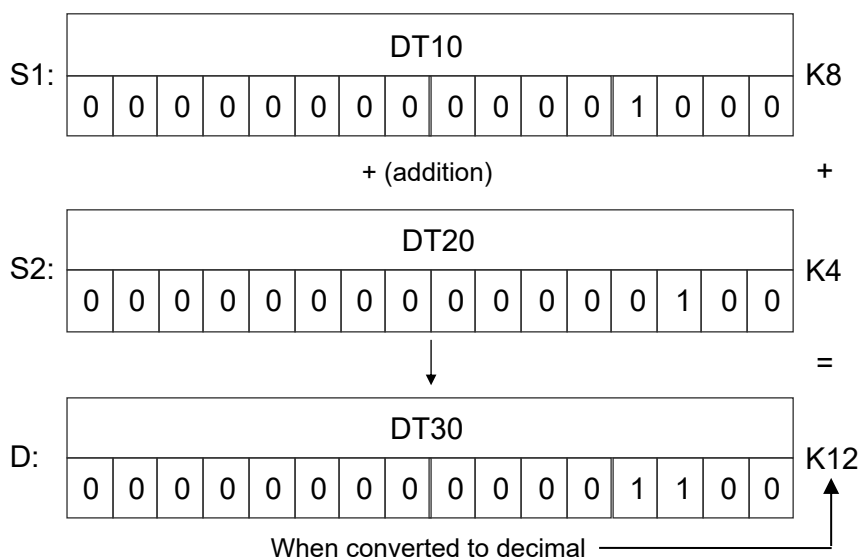 DT10
S1: K8
0 0 0 0 0 0 0 0 0 0 0 0 1 0 0 0
+ (addition) +
DT20
S2: K4
0 0 0 0 0 0 0 0 0 0 0 0 0 1 0 0
=
DT30
D: K12
0 0 0 0 0 0 0 0 0 0 0 0 1 1 0 0
When converted to decimal